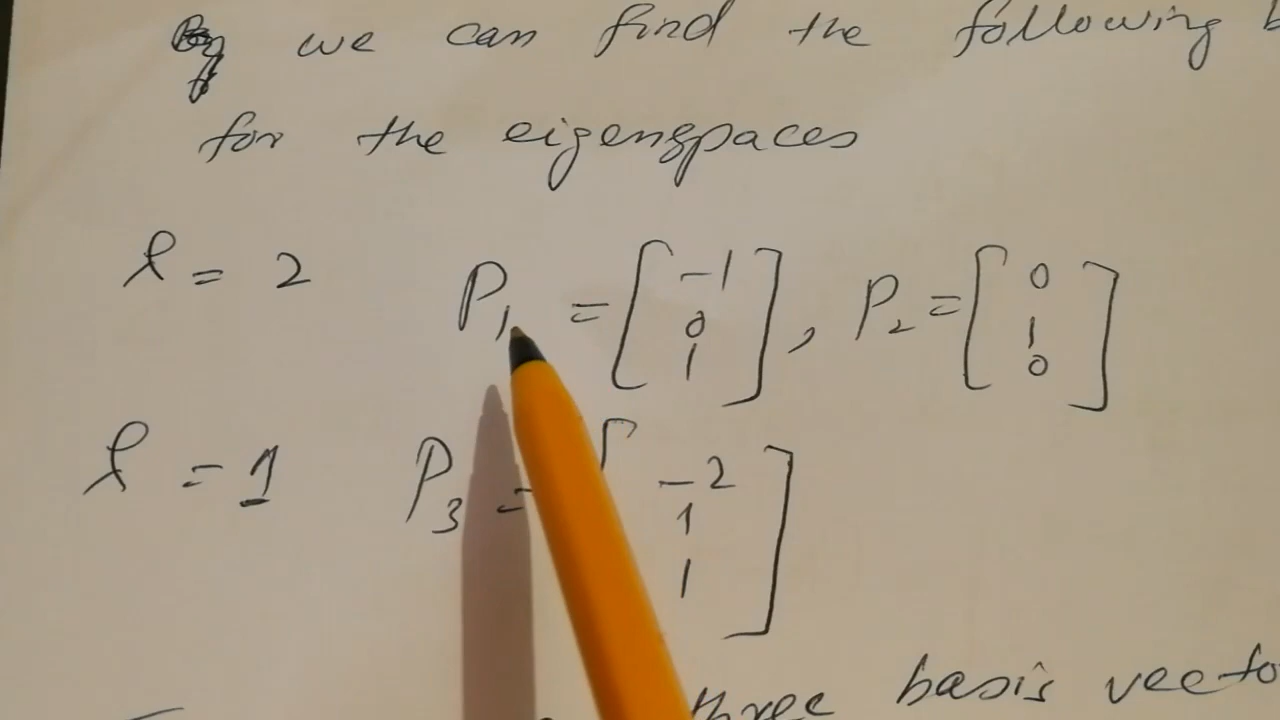 we can find the following
for the eigenspaces
λ = 2 P₁ = [ -1 0 1 ] , P₂ = [ 0 1 0 ]
λ = 1 P₃ = [ -2 1 1 ]
three basis vecto